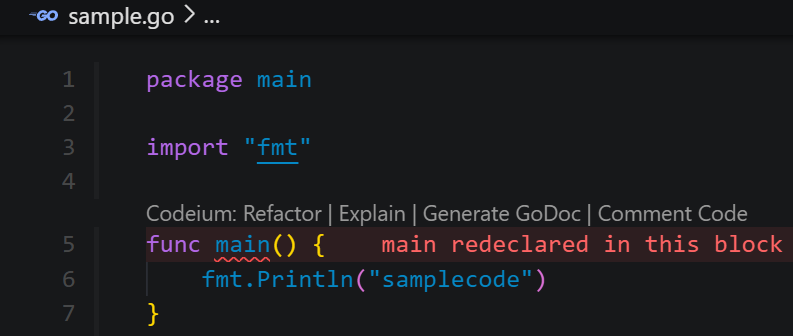 GO sample.go > ...
1 package main
2
3 import "fmt"
4
Codeium: Refactor | Explain | Generate GoDoc | Comment Code
5 func main() { main redeclared in this block
6 fmt.Println("samplecode")
7 }